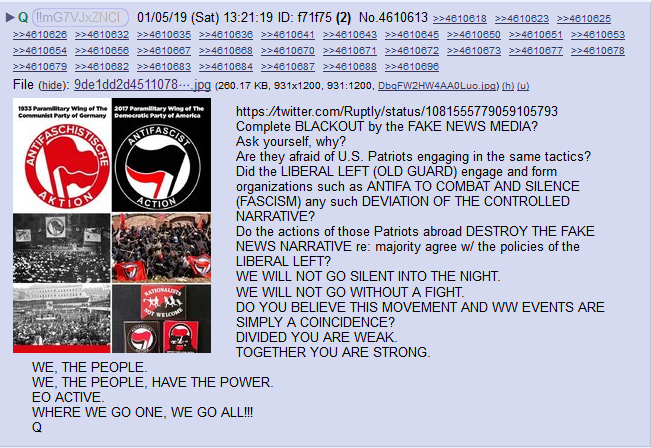 Q !!mG7VJxZNCI 01/05/19 (Sat) 13:21:19 ID: f71f75 (2) No.4610613 >>4610618 >>4610623 >>4610625
>>4610626 >>4610632 >>4610635 >>4610636 >>4610641 >>4610643 >>4610645 >>4610650 >>4610651 >>4610653
>>4610654 >>4610656 >>4610667 >>4610668 >>4610670 >>4610671 >>4610672 >>4610673 >>4610677 >>4610678
>>4610679 >>4610682 >>4610683 >>4610684 >>4610687 >>4610688 >>4610696
File (hide): 9de1dd2d4511078⋯.jpg (260.17 KB, 931x1200, 931:1200, DbgFW2HW4AA0Luo.jpg) (h) (u)
1933 Paramilitary Wing of The
Communist Party of Germany
2017 Paramilitary Wing of The
Democratic Party of America
ANTIFASCHISTISCHE
AKTION
ANTIFASCIST
ACTION
NATIONALISTS
NOT WELCOME
https://twitter.com/Ruptly/status/1081555779059105793
Complete BLACKOUT by the FAKE NEWS MEDIA?
Ask yourself, why?
Are they afraid of U.S. Patriots engaging in the same tactics?
Did the LIBERAL LEFT (OLD GUARD) engage and form
organizations such as ANTIFA TO COMBAT AND SILENCE
(FASCISM) any such DEVIATION OF THE CONTROLLED
NARRATIVE?
Do the actions of those Patriots abroad DESTROY THE FAKE
NEWS NARRATIVE re: majority agree w/ the policies of the
LIBERAL LEFT?
WE WILL NOT GO SILENT INTO THE NIGHT.
WE WILL NOT GO WITHOUT A FIGHT.
DO YOU BELIEVE THIS MOVEMENT AND WW EVENTS ARE
SIMPLY A COINCIDENCE?
DIVIDED YOU ARE WEAK.
TOGETHER YOU ARE STRONG.
WE, THE PEOPLE.
WE, THE PEOPLE, HAVE THE POWER.
EO ACTIVE.
WHERE WE GO ONE, WE GO ALL!!!
Q